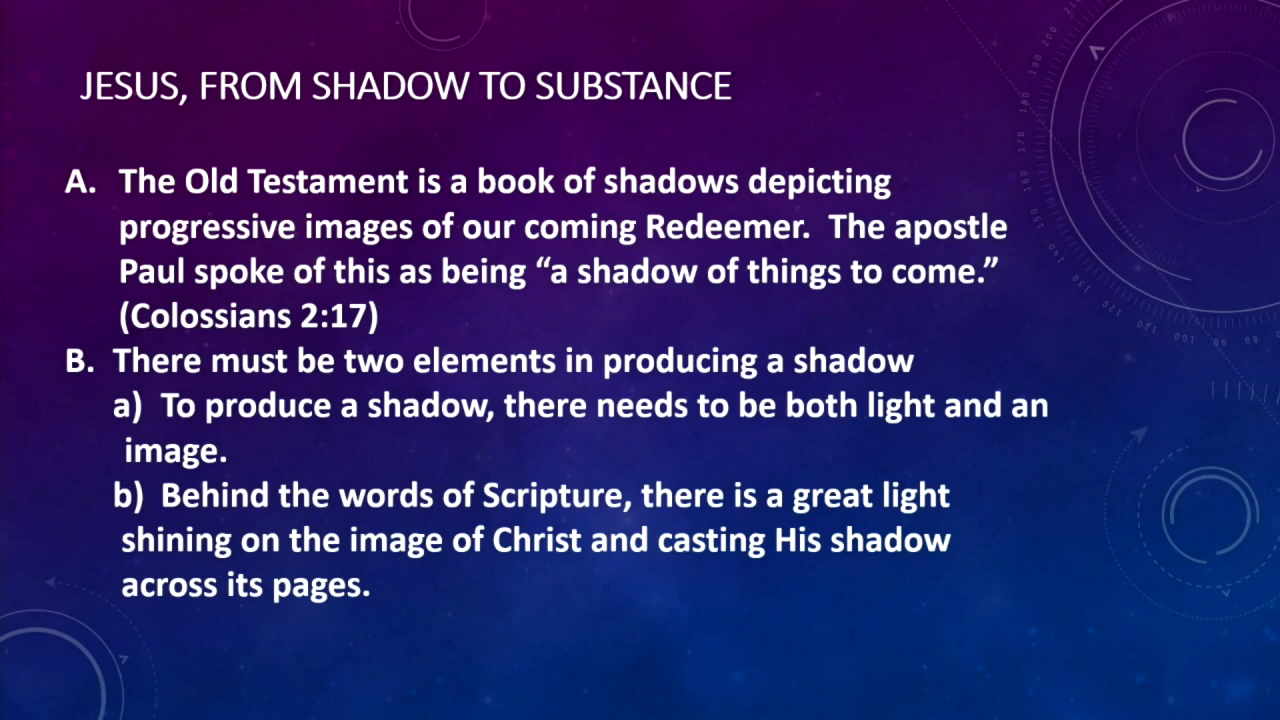 JESUS, FROM SHADOW TO SUBSTANCE
A. The Old Testament is a book of shadows depicting
progressive images of our coming Redeemer. The apostle
Paul spoke of this as being “a shadow of things to come.”
(Colossians 2:17)
B. There must be two elements in producing a shadow
a) To produce a shadow, there needs to be both light and an
image.
b) Behind the words of Scripture, there is a great light
shining on the image of Christ and casting His shadow
across its pages.